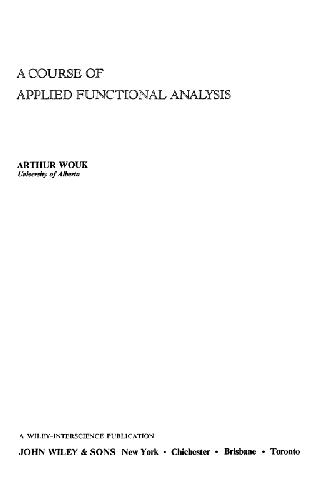 A COURSE OF
APPLIED FUNCTIONAL ANALYSIS
ARTHUR WOUK
University of Alberta
A WILEY-INTERSCIENCE PUBLICATION
JOHN WILEY & SONS New York • Chichester • Brisbane • Toronto